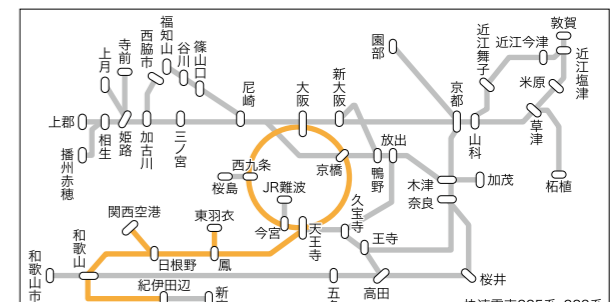 敦賀
近江今津
近江塩津
近江舞子
米原
園部
新大阪
大阪
尼崎
篠山口
谷川
福知山
西脇市
寺前
上月
京都
山科
草津
柘植
上郡
相生
播州赤穂
姫路
加古川
三ノ宮
京橋
鴫野
放出
西九条
桜島
JR難波
今宮
天王寺
久宝寺
王寺
木津
加茂
奈良
関西空港
東羽衣
日根野
鳳
和歌山市
和歌山
紀伊田辺
高田
桜井